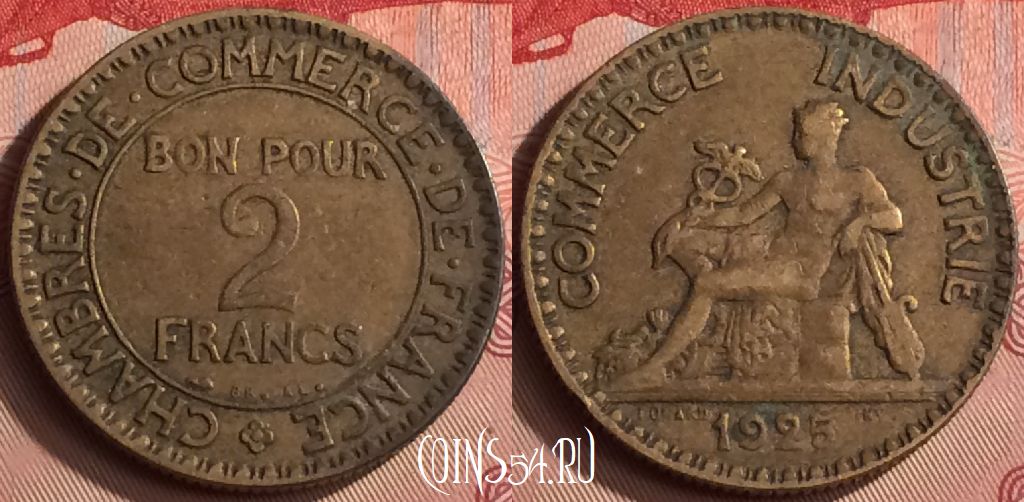 CHAMBRES · DE · COMMERCE · DE · FRANCE
BON POUR
2
FRANCS
COMMERCE INDUSTRIE
1925
COINS54.RU